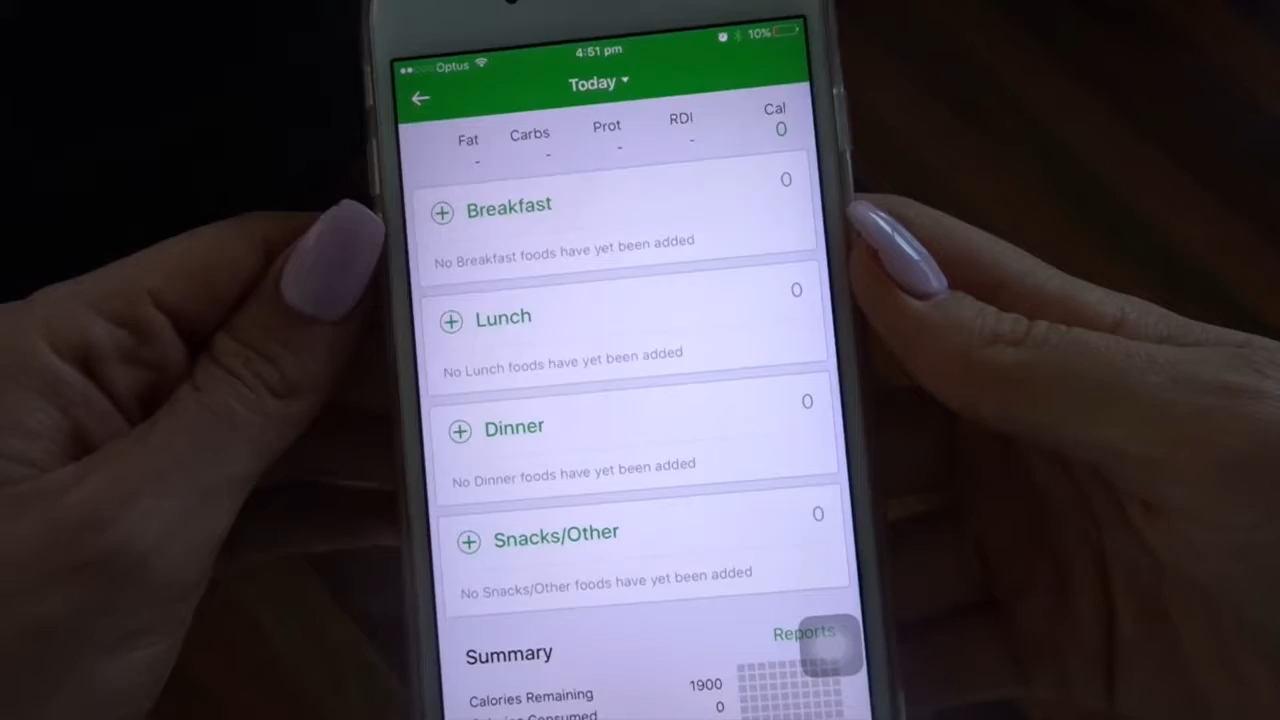 Optus 4:51 pm 10%
Today
Fat Carbs Prot RDI Cal
- - - - 0
Breakfast 0
No Breakfast foods have yet been added
Lunch 0
No Lunch foods have yet been added
Dinner 0
No Dinner foods have yet been added
Snacks/Other 0
No Snacks/Other foods have yet been added
Reports
Summary
Calories Remaining 1900
Calories Consumed 0